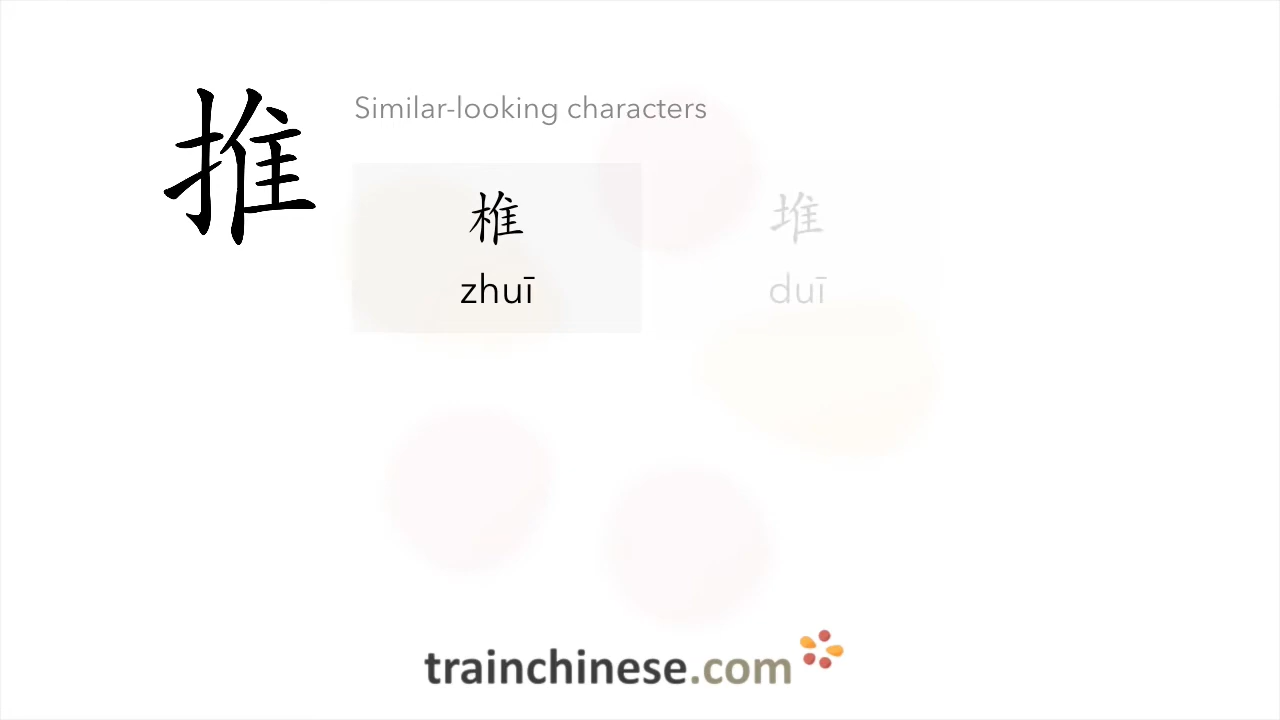 推
Similar-looking characters
椎 堆
zhuī duī
trainchinese.com